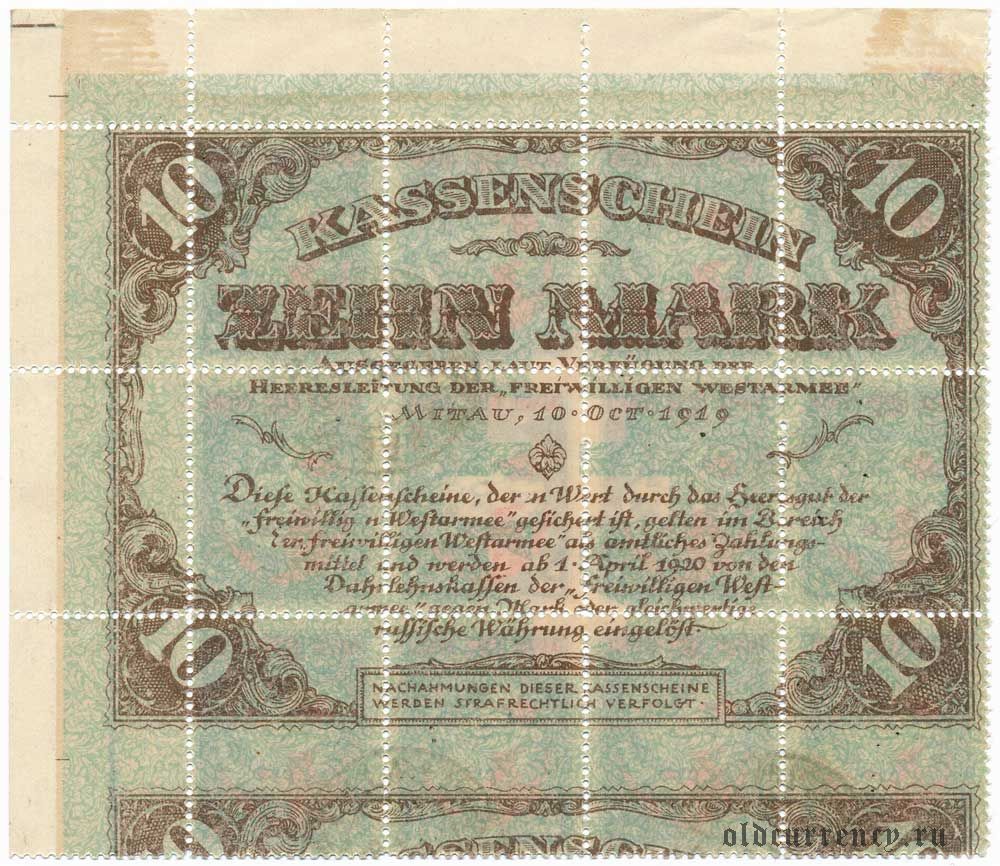 10 10
KASSENSCHEIN
ZEHN MARK
AUSGEGEBEN LAUT VERFÜGUNG DER
HEERESLEITUNG DER „FREIWILLIGEN WESTARMEE"
MITAU, 10·OCT·1919
Diese Kassenscheine, deren Wert durch das Heeresgut der
„freiwilligen Westarmee" gesichert ist, gelten im Bereich
der „freiwilligen Westarmee" als amtliches Zahlungs-
mittel und werden ab 1· April 1920 von den
Darlehnskassen der „freiwilligen West
armee" gegen Mark oder gleichwertige
russische Währung eingelöst·
10 10
NACHAHMUNGEN DIESER KASSENSCHEINE
WERDEN STRAFRECHTLICH VERFOLGT·
10 10
KASSENSCHEIN
oldcurrency.ru